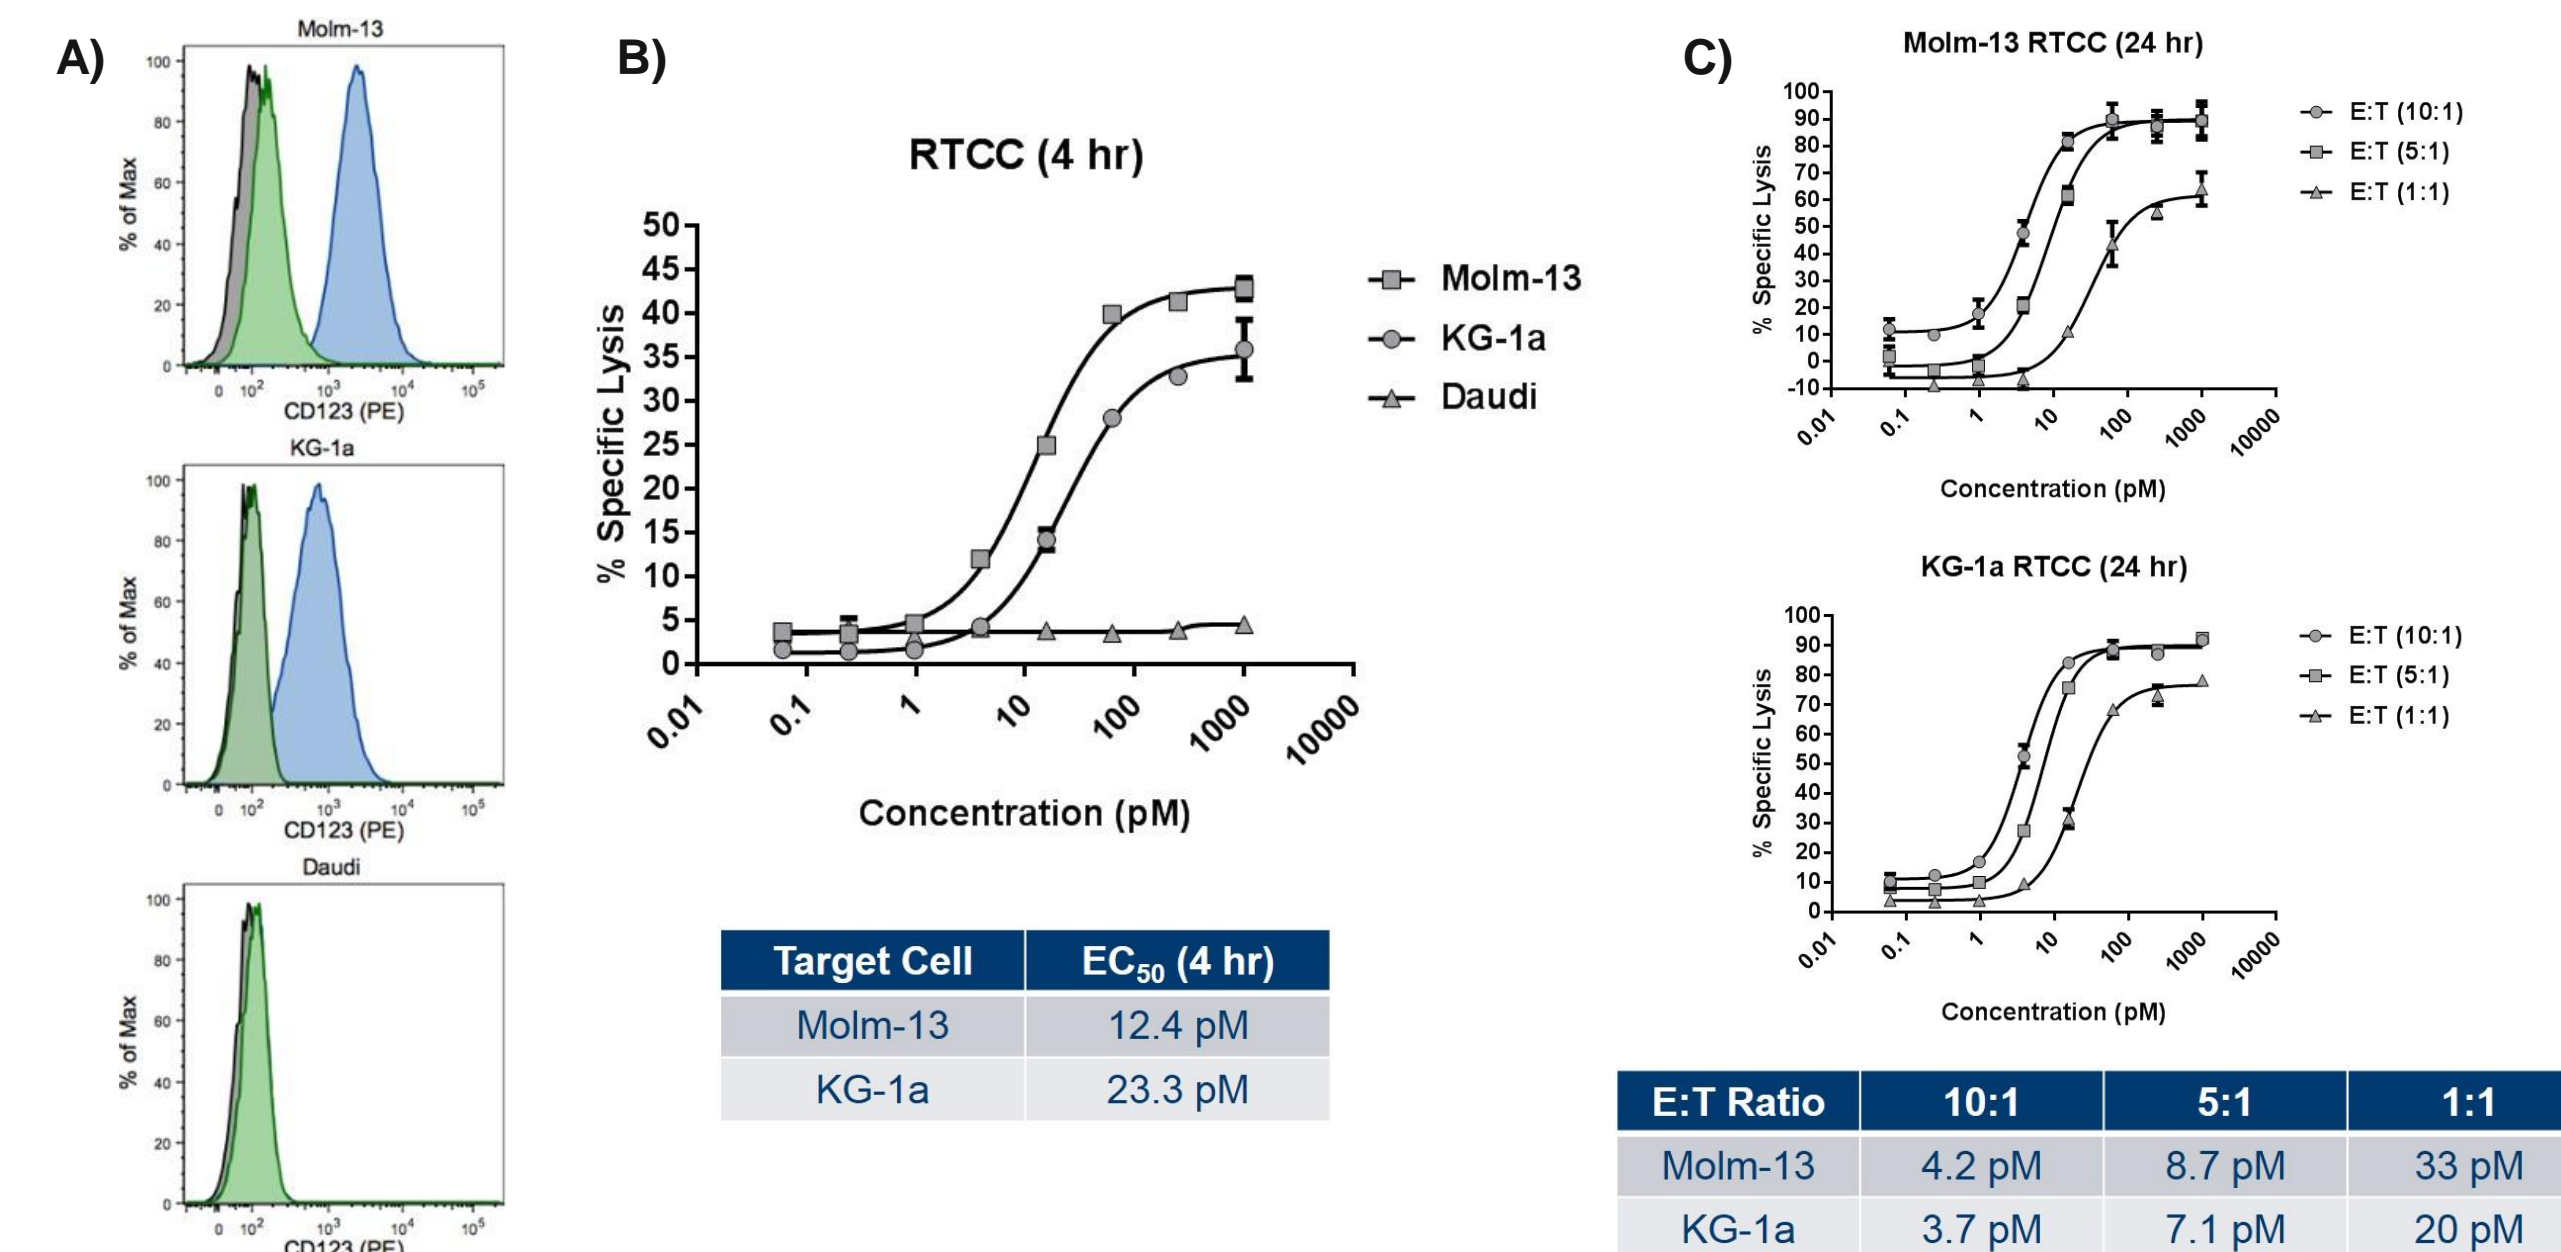 A)
Molm-13
% of Max
100
80
60
40
20
0
0 10² 10³ 10⁴ 10⁵
CD123 (PE)
KG-1a
% of Max
100
80
60
40
20
0
0 10² 10³ 10⁴ 10⁵
CD123 (PE)
Daudi
% of Max
100
80
60
40
20
0
0 10² 10³ 10⁴ 10⁵
CD123 (PE)
B)
RTCC (4 hr)
% Specific Lysis
50
45
40
35
30
25
20
15
10
5
0
0.01 0.1 1 10 100 1000 10000
Concentration (pM)
Molm-13
KG-1a
Daudi
Target Cell EC₅₀ (4 hr)
Molm-13 12.4 pM
KG-1a 23.3 pM
C)
Molm-13 RTCC (24 hr)
% Specific Lysis
100
90
80
70
60
50
40
30
20
10
0
-10
0.01 0.1 1 10 100 1000 10000
Concentration (pM)
E:T (10:1)
E:T (5:1)
E:T (1:1)
KG-1a RTCC (24 hr)
% Specific Lysis
100
90
80
70
60
50
40
30
20
10
0
0.01 0.1 1 10 100 1000 10000
Concentration (pM)
E:T (10:1)
E:T (5:1)
E:T (1:1)
E:T Ratio 10:1 5:1 1:1
Molm-13 4.2 pM 8.7 pM 33 pM
KG-1a 3.7 pM 7.1 pM 20 pM